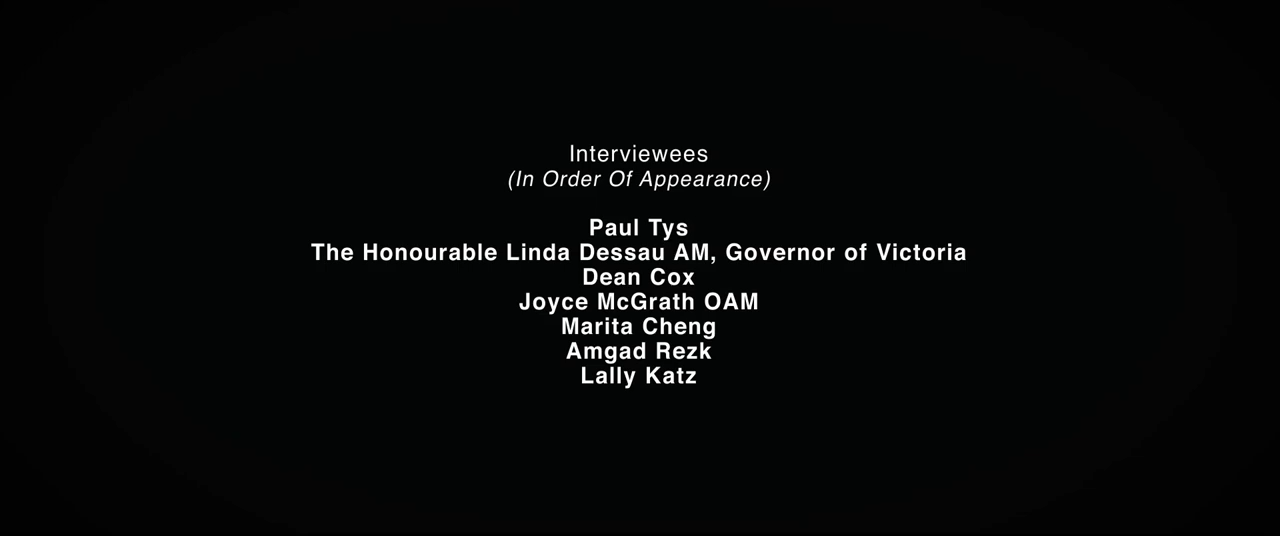 Interviewees
(In Order Of Appearance)
Paul Tys
The Honourable Linda Dessau AM, Governor of Victoria
Dean Cox
Joyce McGrath OAM
Marita Cheng
Amgad Rezk
Lally Katz